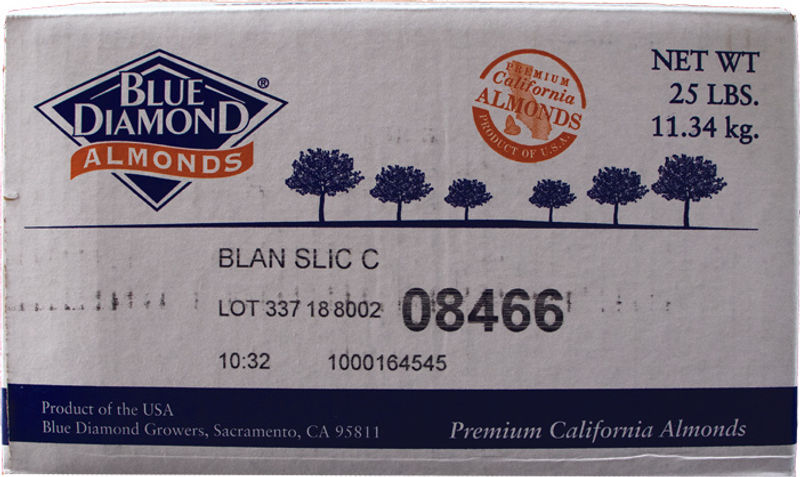 BLUE
DIAMOND®
ALMONDS
PREMIUM
California
ALMONDS
PRODUCT OF U.S.A.
NET WT
25 LBS.
11.34 kg.
BLAN SLIC C
LOT 337 18 8002 08466
10:32 1000164545
Product of the USA
Blue Diamond Growers, Sacramento, CA 95811
Premium California Almonds